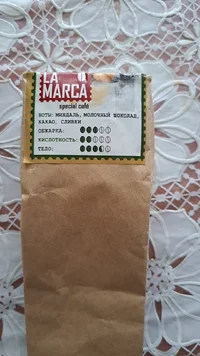 LA
MARCA
special café
НОТЫ: МИНДАЛЬ, МОЛОЧНЫЙ ШОКОЛАД,
КАКАО, СЛИВКИ
ОБЖАРКА:
КИСЛОТНОСТЬ:
ТЕЛО: